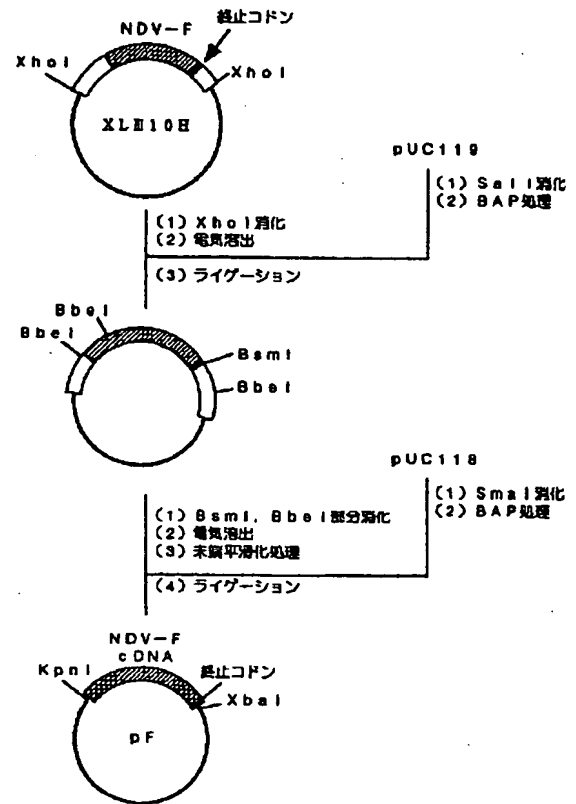 終止コドン
NDV-F
XhoI
XhoI
XLⅢ10H
pUC119
(1) SalI消化
(2) BAP処理
(1) XhoI消化
(2) 電気溶出
(3) ライゲーション
BbeI
BbeI
BsmI
BbeI
pUC118
(1) SmaI消化
(2) BAP処理
(1) BsmI, BbeI部分消化
(2) 電気溶出
(3) 末端平滑化処理
(4) ライゲーション
NDV-F
cDNA
KpnI
終止コドン
XbaI
pF